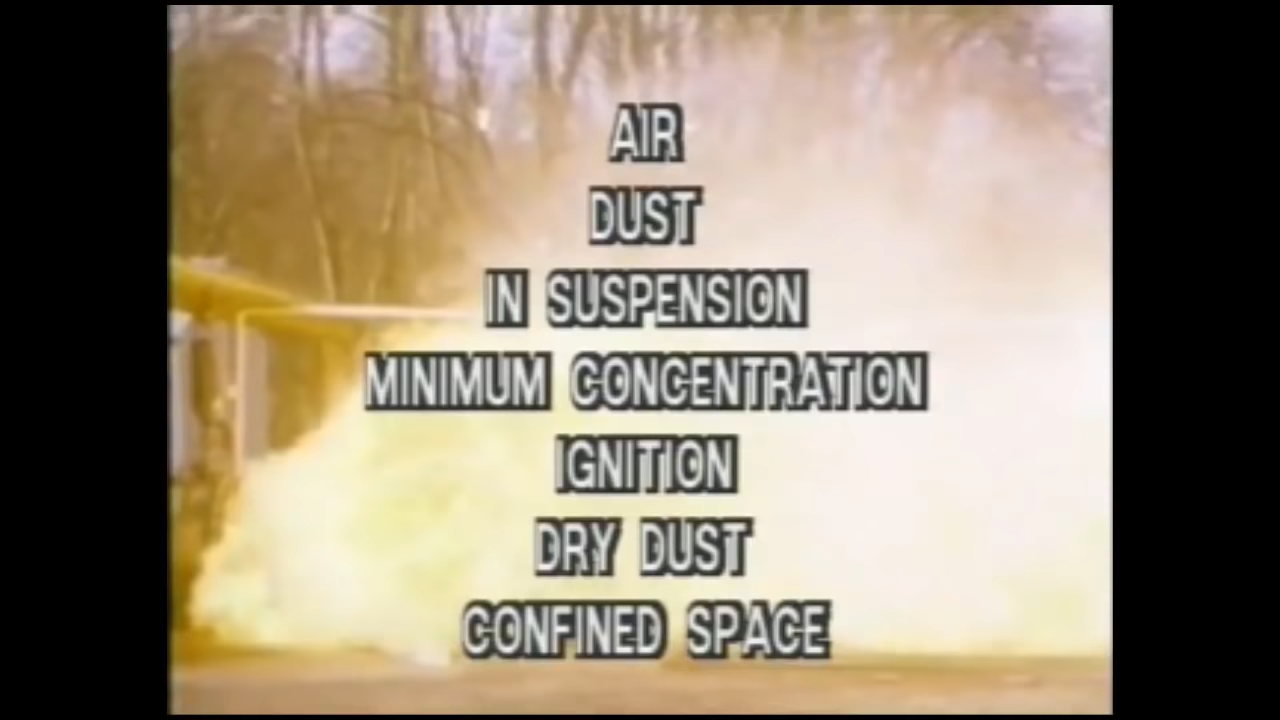 AIR
DUST
IN SUSPENSION
MINIMUM CONCENTRATION
IGNITION
DRY DUST
CONFINED SPACE